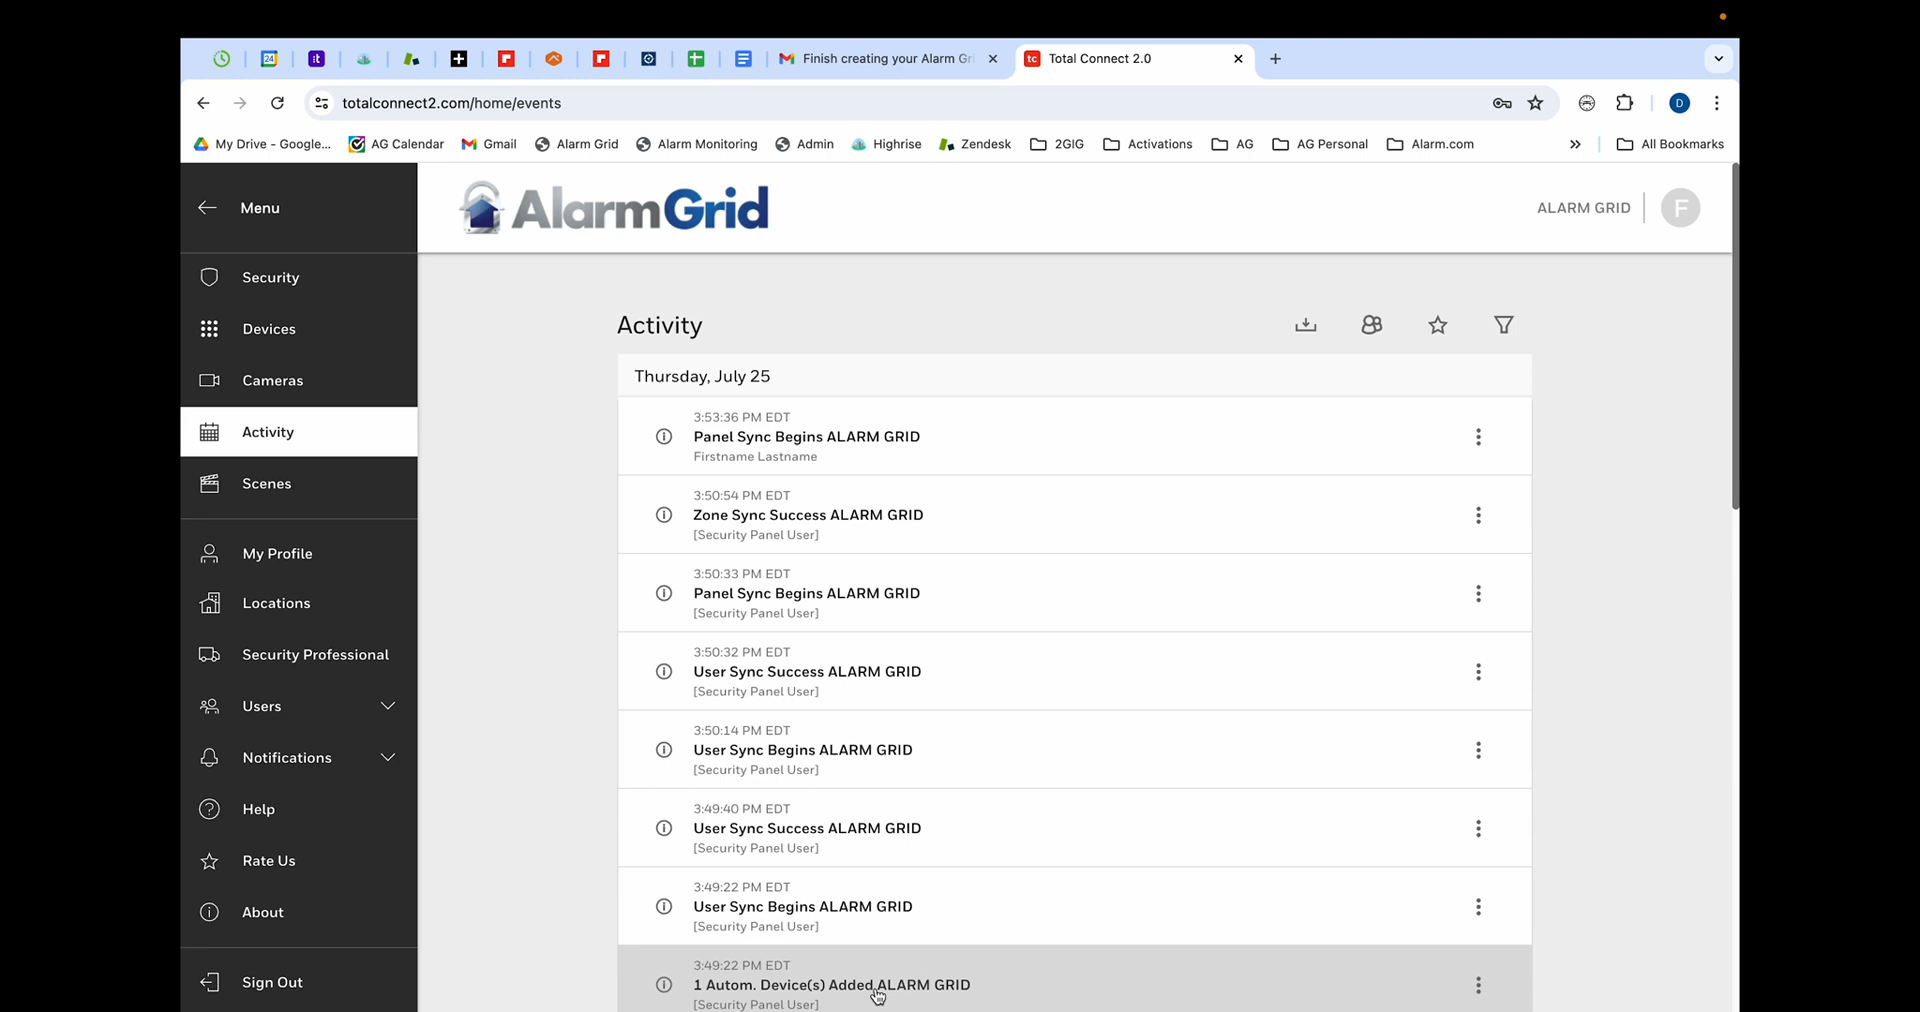 Finish creating your Alarm Gr
Total Connect 2.0
totalconnect2.com/home/events
D
My Drive - Google...
AG Calendar
Gmail
Alarm Grid
Alarm Monitoring
Admin
Highrise
Zendesk
2GIG
Activations
AG
AG Personal
Alarm.com
All Bookmarks
Menu
AlarmGrid
ALARM GRID
F
Security
Devices
Cameras
Activity
Scenes
My Profile
Locations
Security Professional
Users
Notifications
Help
Rate Us
About
Sign Out
Activity
Thursday, July 25
3:53:36 PM EDT
Panel Sync Begins ALARM GRID
Firstname Lastname
3:50:54 PM EDT
Zone Sync Success ALARM GRID
[Security Panel User]
3:50:33 PM EDT
Panel Sync Begins ALARM GRID
[Security Panel User]
3:50:32 PM EDT
User Sync Success ALARM GRID
[Security Panel User]
3:50:14 PM EDT
User Sync Begins ALARM GRID
[Security Panel User]
3:49:40 PM EDT
User Sync Success ALARM GRID
[Security Panel User]
3:49:22 PM EDT
User Sync Begins ALARM GRID
[Security Panel User]
3:49:22 PM EDT
1 Autom. Device(s) Added ALARM GRID
[Security Panel User]